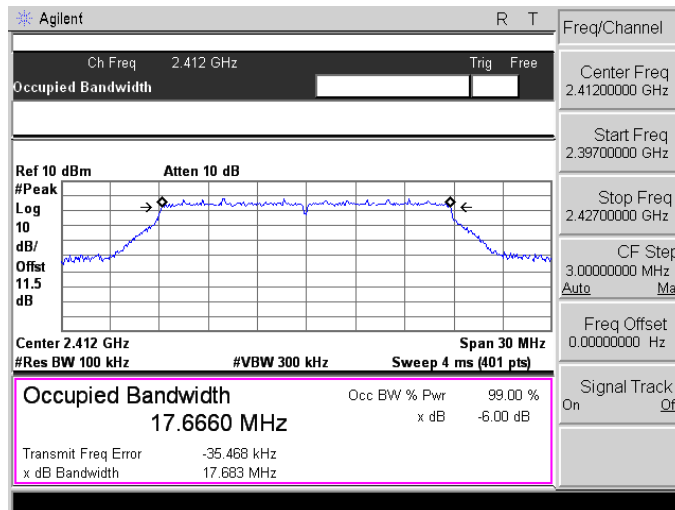 Agilent R T
Ch Freq 2.412 GHz Trig Free
Occupied Bandwidth
Ref 10 dBm Atten 10 dB
#Peak
Log
10
dB/
Offst
11.5
dB
Center 2.412 GHz Span 30 MHz
#Res BW 100 kHz #VBW 300 kHz Sweep 4 ms (401 pts)
Occupied Bandwidth Occ BW % Pwr 99.00 %
17.6660 MHz x dB -6.00 dB
Transmit Freq Error -35.468 kHz
x dB Bandwidth 17.683 MHz
Freq/Channel
Center Freq
2.41200000 GHz
Start Freq
2.39700000 GHz
Stop Freq
2.42700000 GHz
CF Step
3.00000000 MHz
Auto Ma
Freq Offset
0.00000000 Hz
Signal Track
On Of